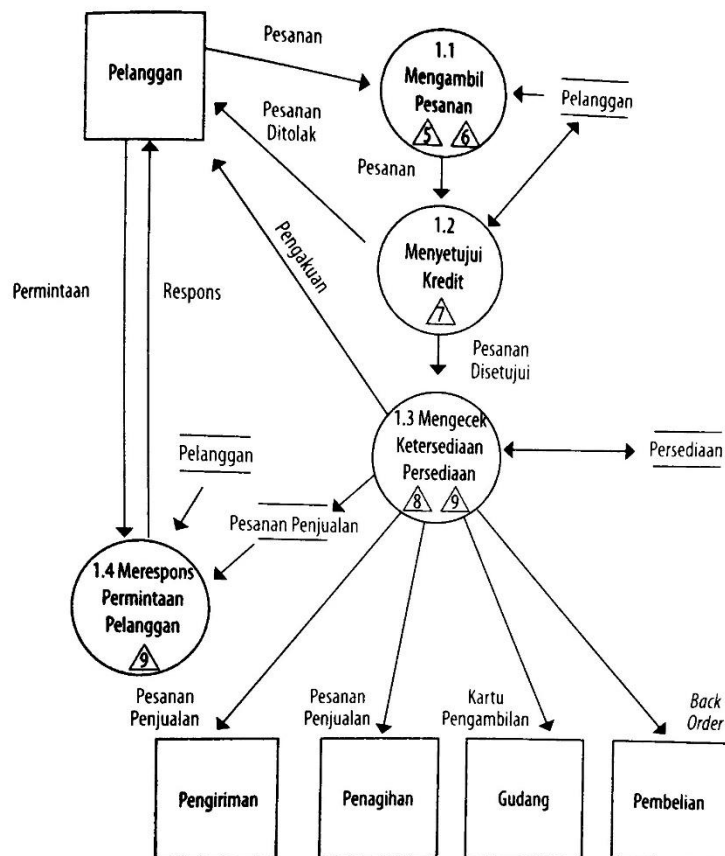 Pelanggan
Pesanan
1.1
Mengambil
Pesanan
5 6
Pelanggan
Pesanan
Ditolak
Pesanan
1.2
Menyetujui
Kredit
7
Pengakuan
Permintaan
Respons
Pesanan
Disetujui
1.3 Mengecek
Ketersediaan
Persediaan
8 9
Persediaan
Pelanggan
Pesanan Penjualan
1.4 Merespons
Permintaan
Pelanggan
9
Pesanan
Penjualan
Pesanan
Penjualan
Kartu
Pengambilan
Back
Order
Pengiriman
Penagihan
Gudang
Pembelian